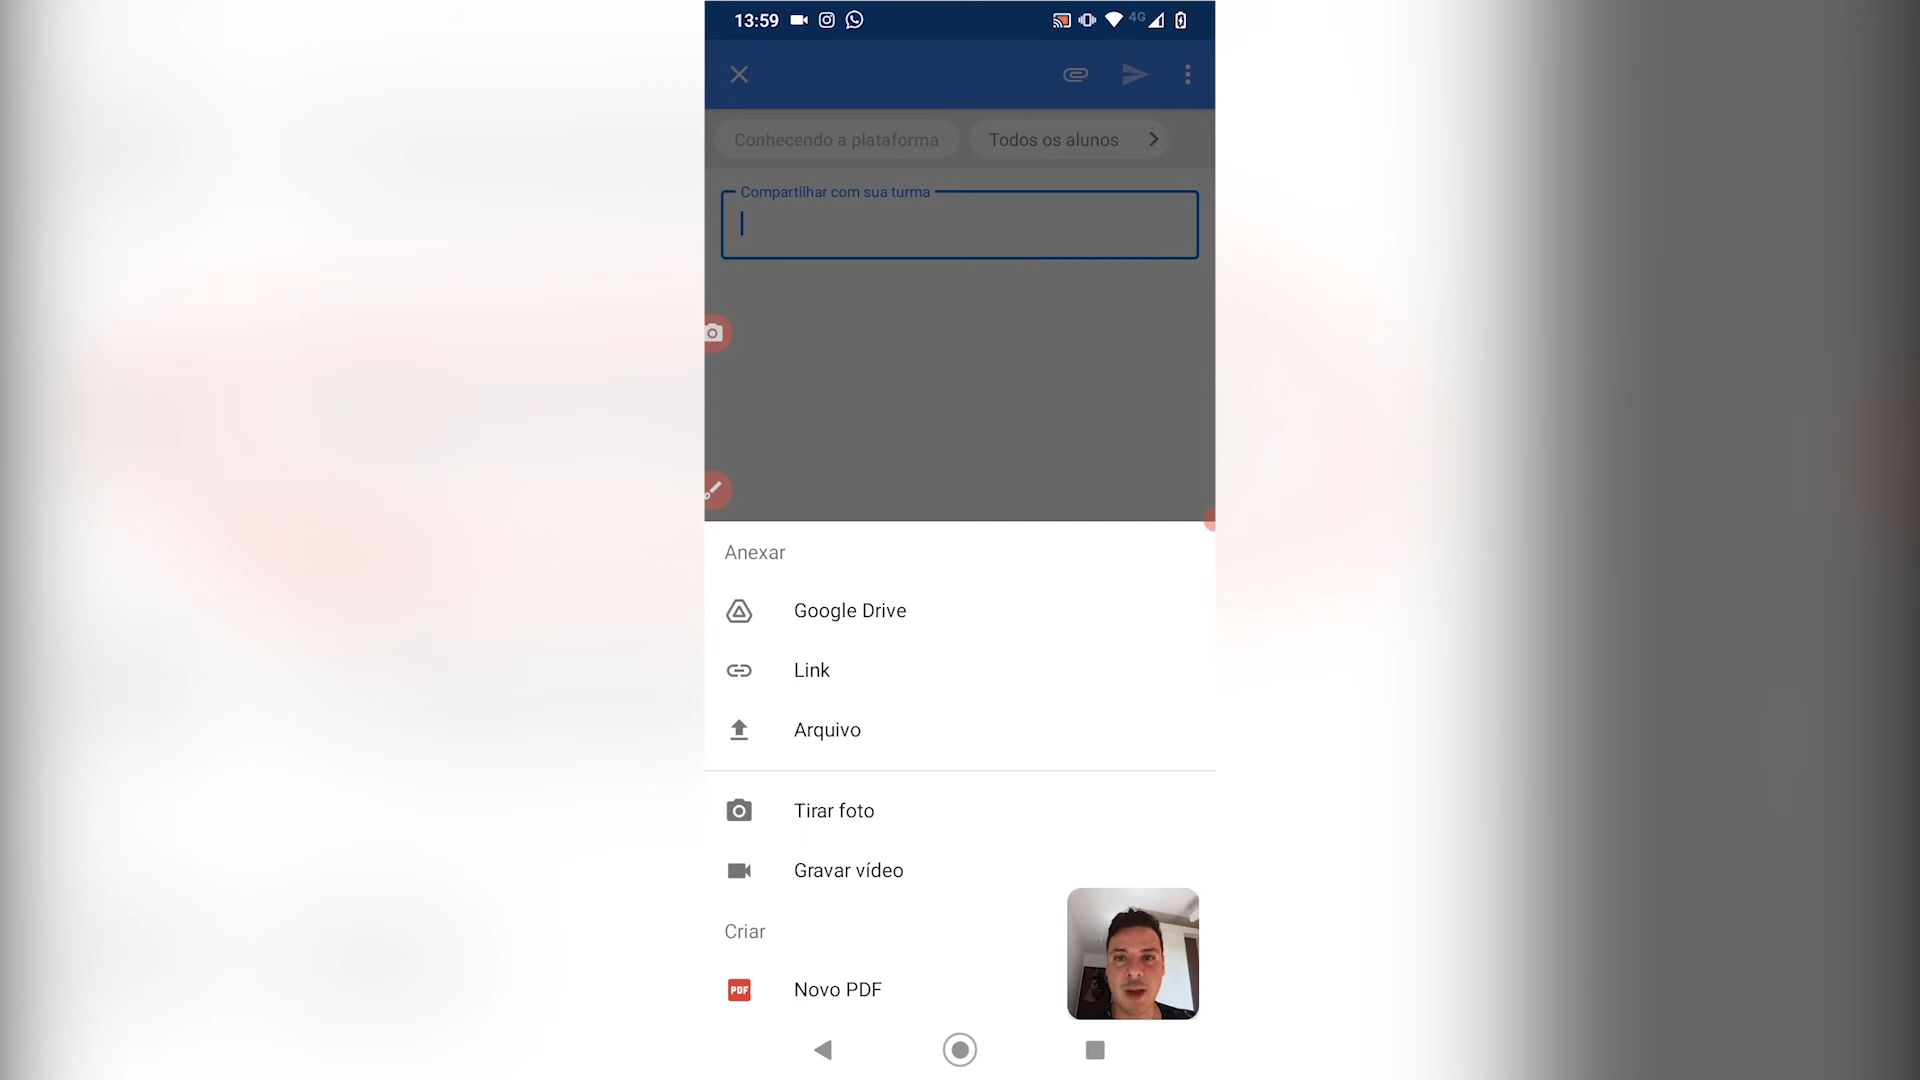 13:59
4G
Conhecendo a plataforma
Todos os alunos
Compartilhar com sua turma
Anexar
Google Drive
Link
Arquivo
Tirar foto
Gravar vídeo
Criar
PDF
Novo PDF